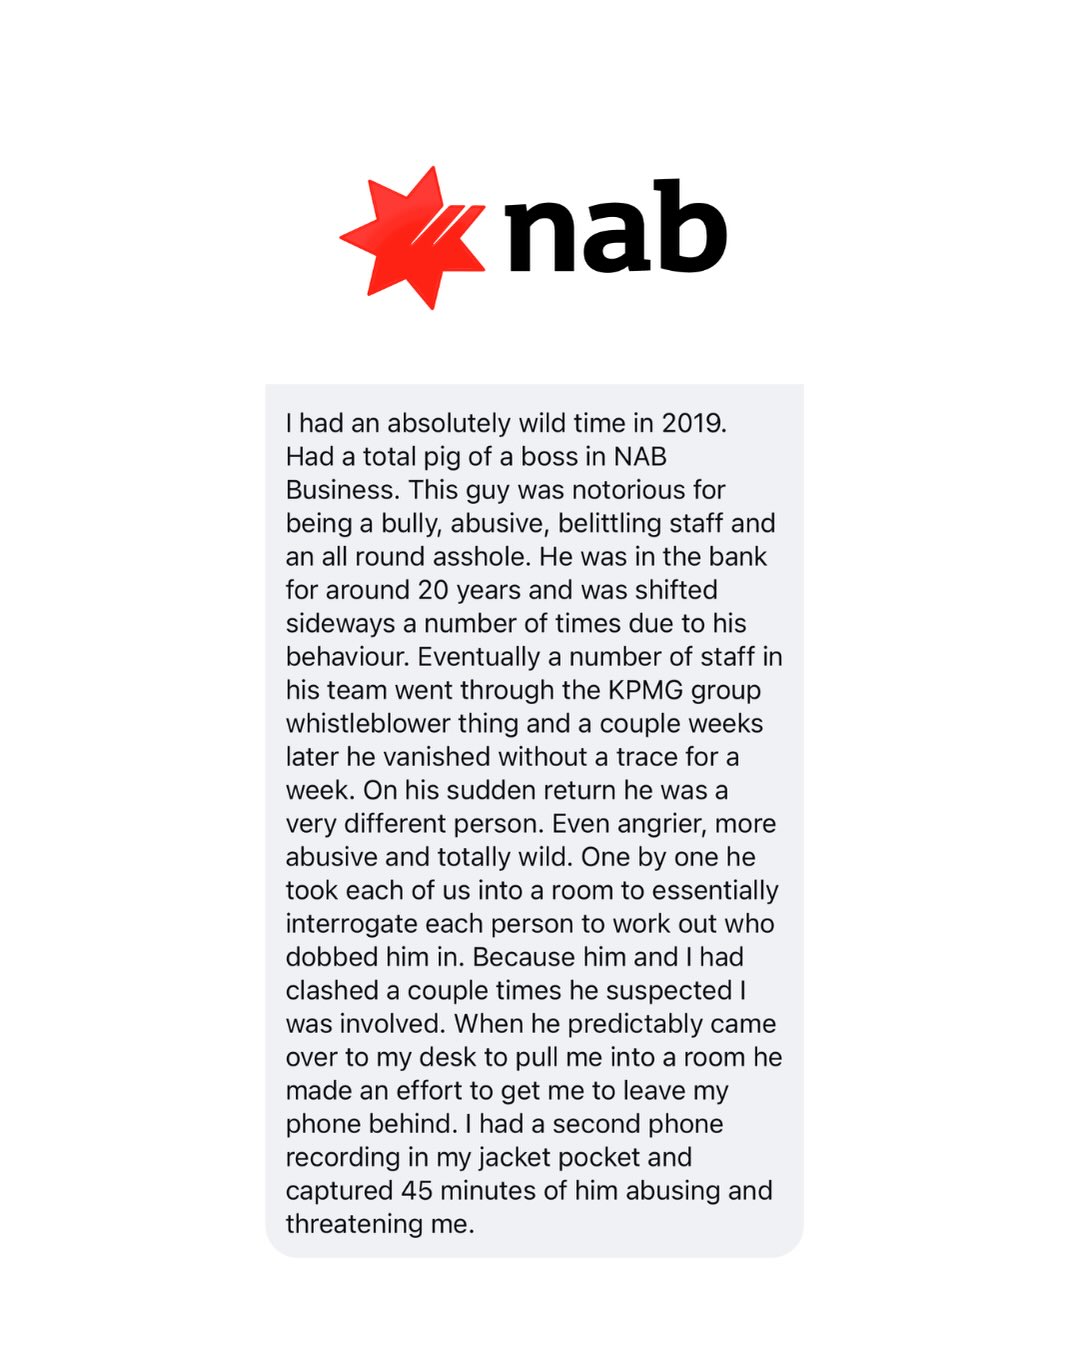 nab
I had an absolutely wild time in 2019.
Had a total pig of a boss in NAB
Business. This guy was notorious for
being a bully, abusive, belittling staff and
an all round asshole. He was in the bank
for around 20 years and was shifted
sideways a number of times due to his
behaviour. Eventually a number of staff in
his team went through the KPMG group
whistleblower thing and a couple weeks
later he vanished without a trace for a
week. On his sudden return he was a
very different person. Even angrier, more
abusive and totally wild. One by one he
took each of us into a room to essentially
interrogate each person to work out who
dobbed him in. Because him and I had
clashed a couple times he suspected I
was involved. When he predictably came
over to my desk to pull me into a room he
made an effort to get me to leave my
phone behind. I had a second phone
recording in my jacket pocket and
captured 45 minutes of him abusing and
threatening me.